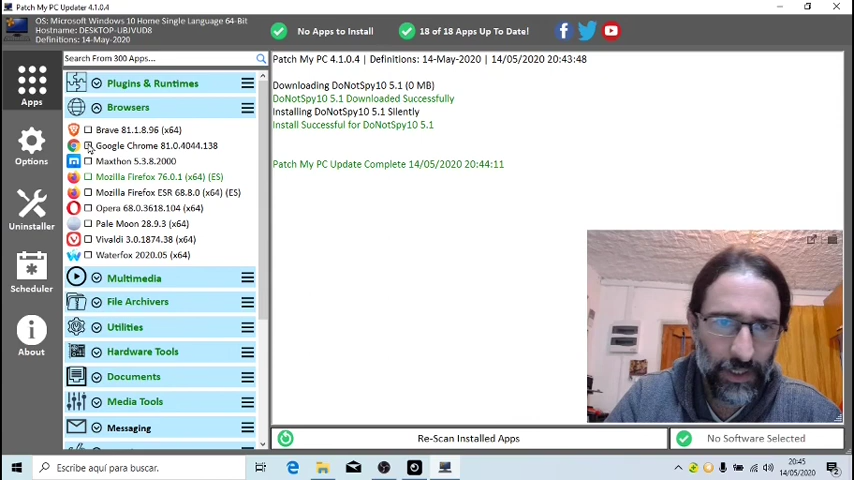 Patch My PC Updater 4.1.0.4
OS: Microsoft Windows 10 Home Single Language 64-Bit
Hostname: DESKTOP-UBJVUD8
Definitions: 14-May-2020
No Apps to Install
18 of 18 Apps Up To Date!
Search From 300 Apps...
Apps
Options
Uninstaller
Scheduler
About
Plugins & Runtimes
Browsers
Brave 81.1.8.96 (x64)
Google Chrome 81.0.4044.138
Maxthon 5.3.8.2000
Mozilla Firefox 76.0.1 (x64) (ES)
Mozilla Firefox ESR 68.8.0 (x64) (ES)
Opera 68.0.3618.104 (x64)
Pale Moon 28.9.3 (x64)
Vivaldi 3.0.1874.38 (x64)
Waterfox 2020.05 (x64)
Multimedia
File Archivers
Utilities
Hardware Tools
Documents
Media Tools
Messaging
Patch My PC 4.1.0.4 | Definitions: 14-May-2020 | 14/05/2020 20:43:48
Downloading DoNotSpy10 5.1 (0 MB)
DoNotSpy10 5.1 Downloaded Successfully
Installing DoNotSpy10 5.1 Silently
Install Successful for DoNotSpy10 5.1
Patch My PC Update Complete 14/05/2020 20:44:11
Re-Scan Installed Apps
No Software Selected
Escribe aquí para buscar.
20:45
14/05/2020
2